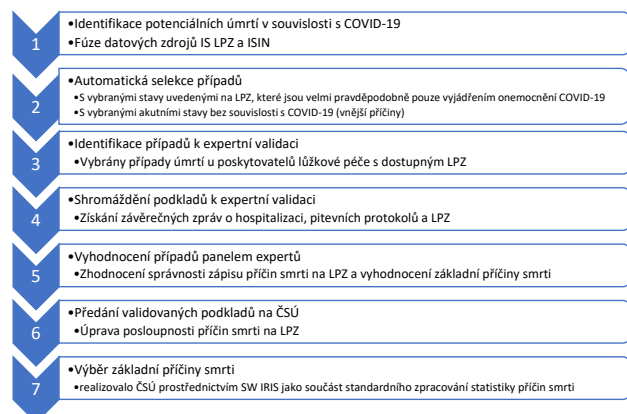 1
•Identifikace potenciálních úmrtí v souvislosti s COVID-19
•Fúze datových zdrojů IS LPZ a ISIN
2
•Automatická selekce případů
•S vybranými stavy uvedenými na LPZ, které jsou velmi pravděpodobně pouze vyjádřením onemocnění COVID-19
•S vybranými akutními stavy bez souvislosti s COVID-19 (vnější příčiny)
3
•Identifikace případů k expertní validaci
•Vybrány případy úmrtí u poskytovatelů lůžkové péče s dostupným LPZ
4
•Shromáždění podkladů k expertní validaci
•Získání závěrečných zpráv o hospitalizaci, pitevních protokolů a LPZ
5
•Vyhodnocení případů panelem expertů
•Zhodnocení správnosti zápisu příčin smrti na LPZ a vyhodnocení základní příčiny smrti
6
•Předání validovaných podkladů na ČSÚ
•Úprava posloupnosti příčin smrti na LPZ
7
•Výběr základní příčiny smrti
•realizovalo ČSÚ prostřednictvím SW IRIS jako součást standardního zpracování statistiky příčin smrti